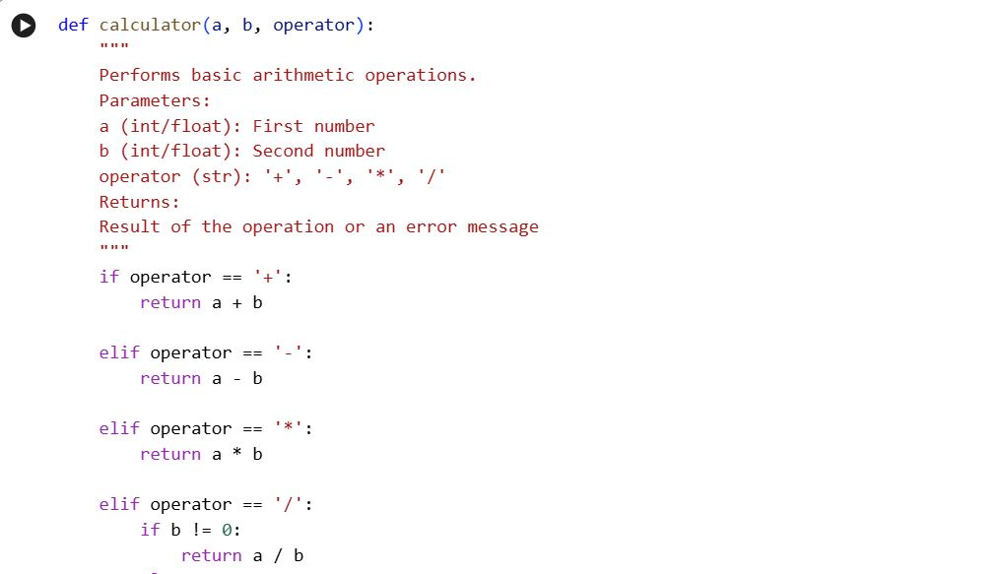 def calculator(a, b, operator):
    """
    Performs basic arithmetic operations.
    Parameters:
    a (int/float): First number
    b (int/float): Second number
    operator (str): '+', '-', '*', '/'
    Returns:
    Result of the operation or an error message
    """
    if operator == '+':
        return a + b

    elif operator == '-':
        return a - b

    elif operator == '*':
        return a * b

    elif operator == '/':
        if b != 0:
            return a / b